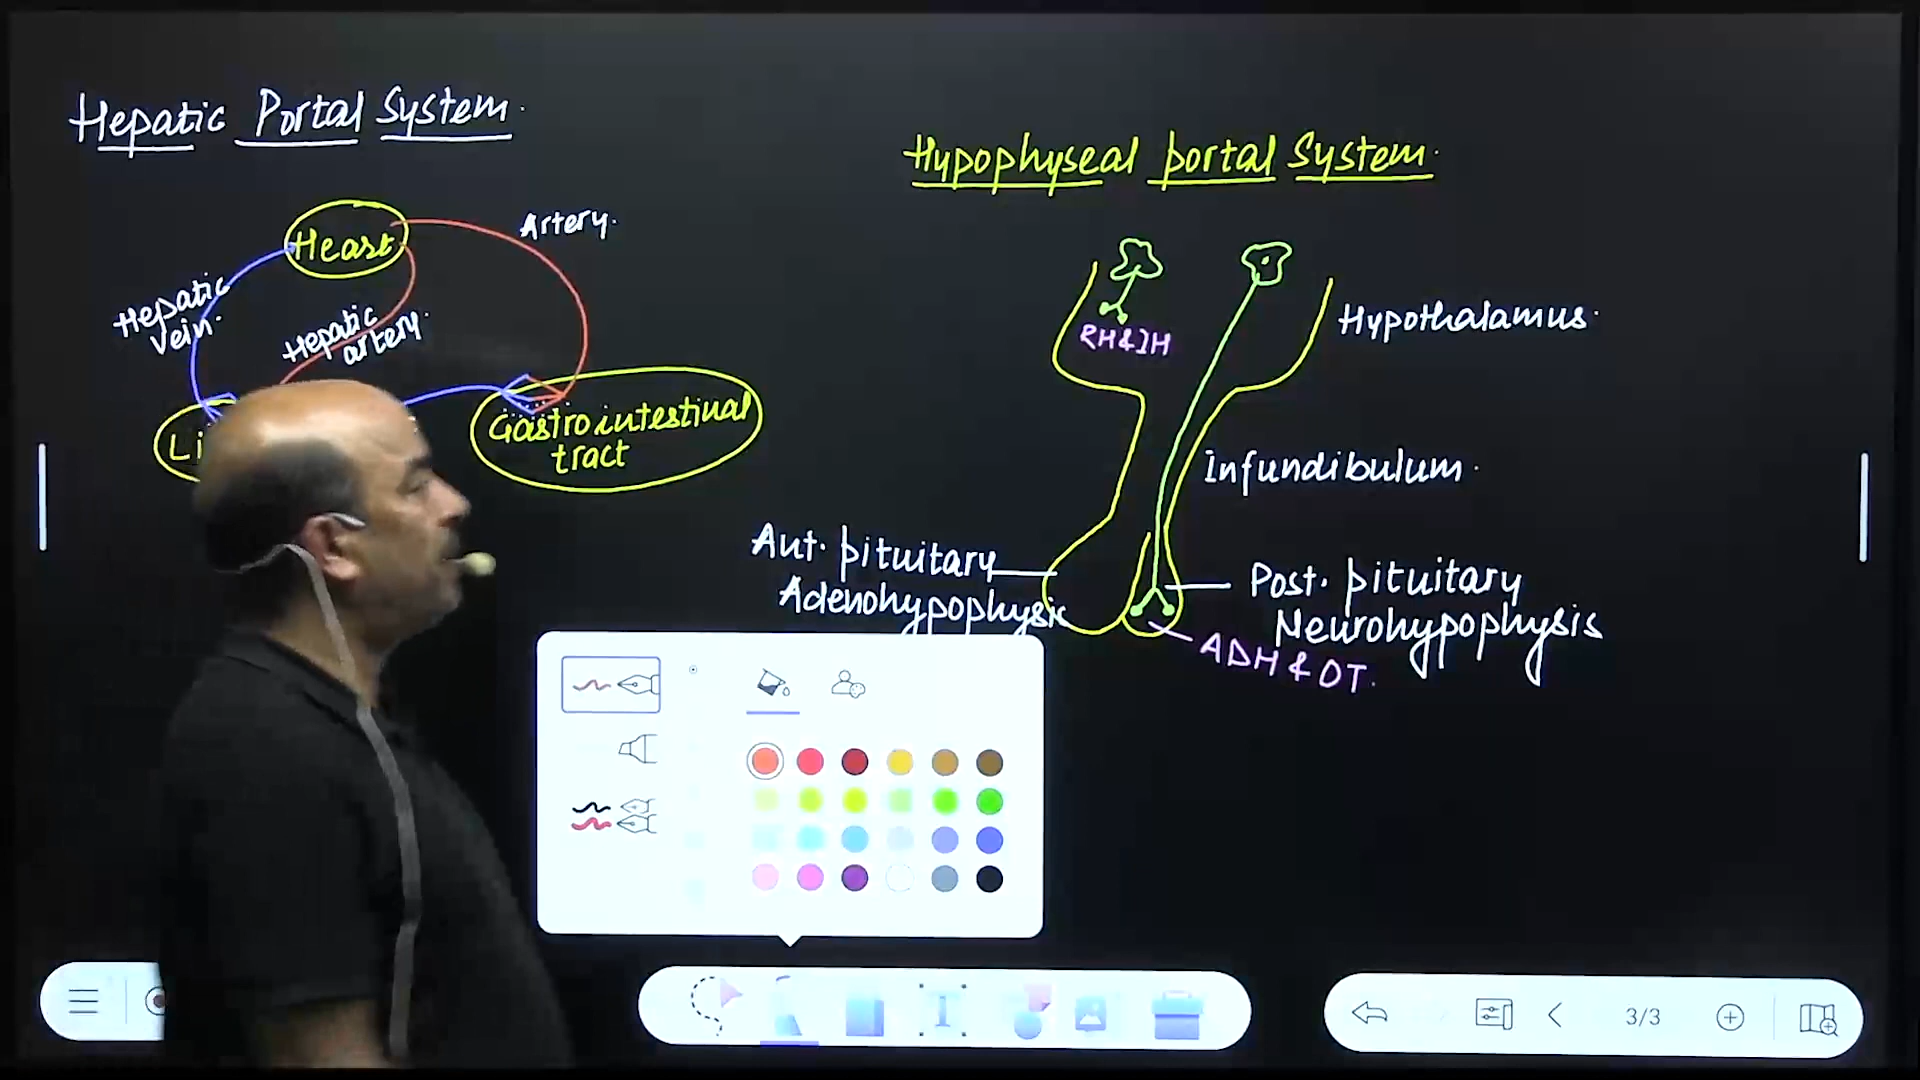 Hepatic Portal System.
Heart
Artery.
Hepatic
vein.
Hepatic
artery.
Gastrointestinal
tract
Hypophyseal portal System.
RH & IH
Hypothalamus.
Infundibulum.
Ant. pituitary
Adenohypophysis
Post. pituitary
Neurohypophysis
ADH & OT.
3/3